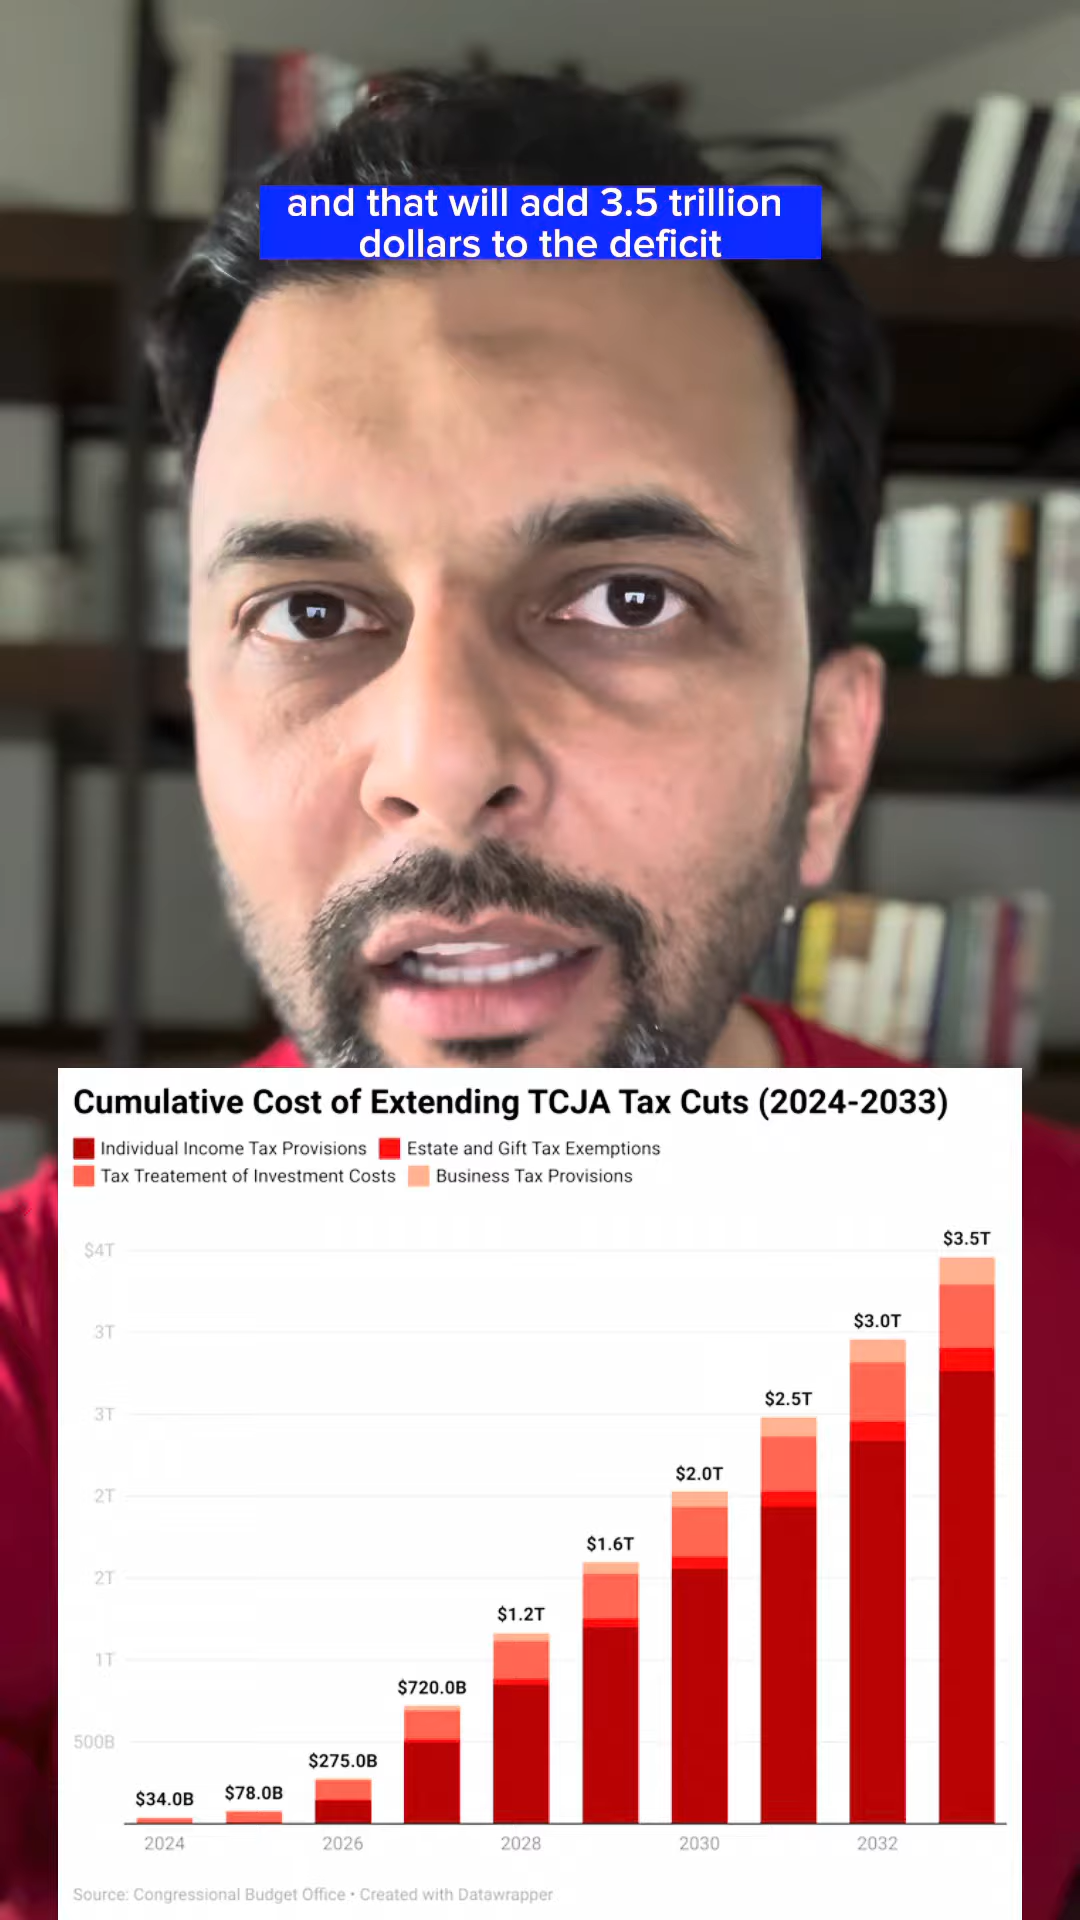 and that will add 3.5 trillion
dollars to the deficit
Cumulative Cost of Extending TCJA Tax Cuts (2024-2033)
Individual Income Tax Provisions Estate and Gift Tax Exemptions
Tax Treatement of Investment Costs Business Tax Provisions
$4T
3T
3T
2T
2T
1T
500B
$34.0B
$78.0B
$275.0B
$720.0B
$1.2T
$1.6T
$2.0T
$2.5T
$3.0T
$3.5T
2024 2026 2028 2030 2032
Source: Congressional Budget Office • Created with Datawrapper